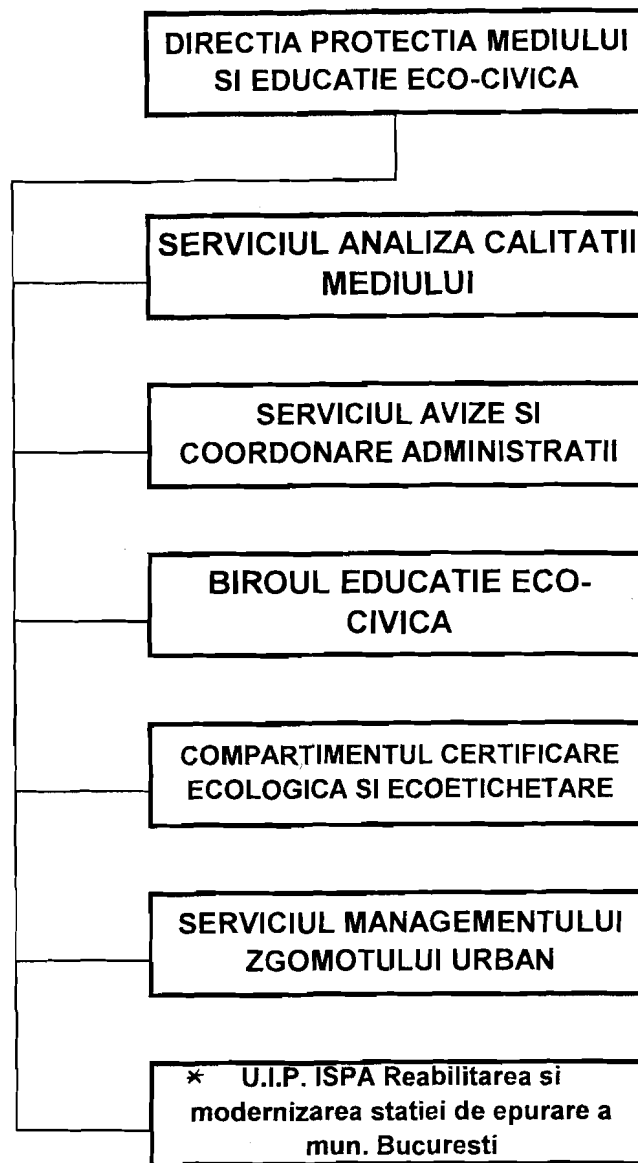 DIRECTIA PROTECTIA MEDIULUI
SI EDUCATIE ECO-CIVICA
SERVICIUL ANALIZA CALITATII
MEDIULUI
SERVICIUL AVIZE SI
COORDONARE ADMINISTRATII
BIROUL EDUCATIE ECO-
CIVICA
COMPARTIMENTUL CERTIFICARE
ECOLOGICA SI ECOETICHETARE
SERVICIUL MANAGEMENTULUI
ZGOMOTULUI URBAN
* U.I.P. ISPA Reabilitarea si
modernizarea statiei de epurare a
mun. Bucuresti